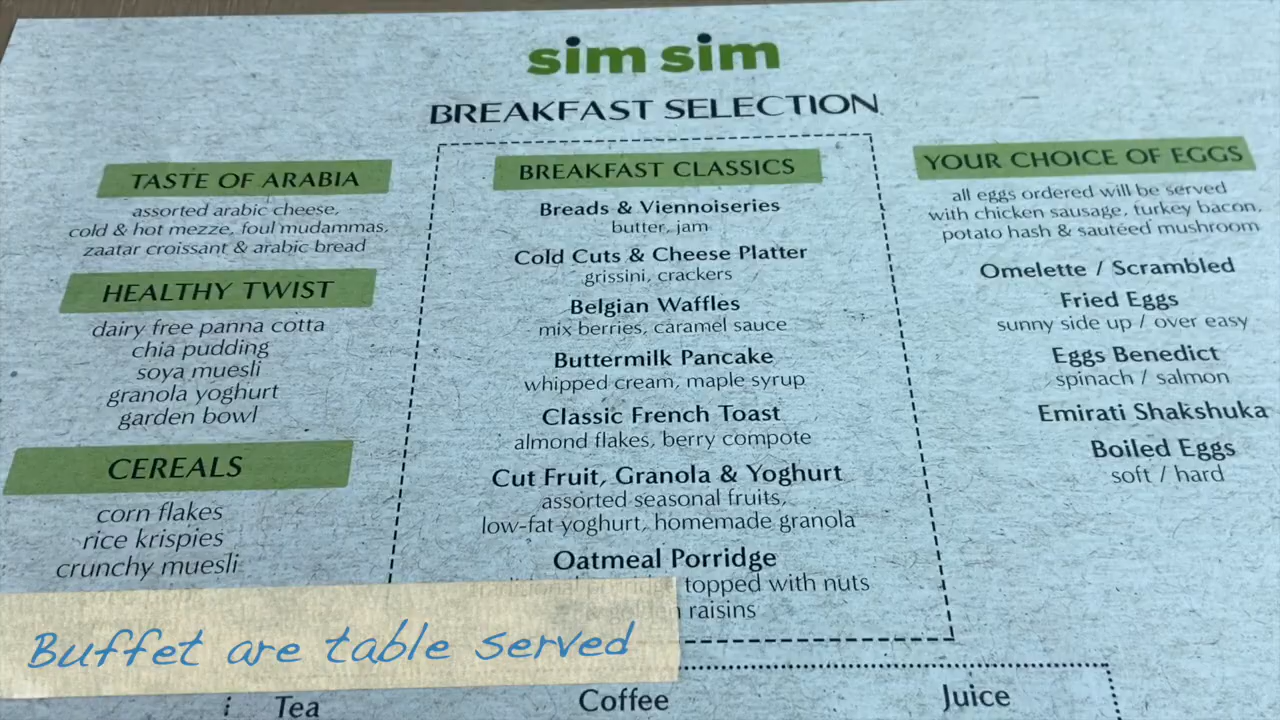 sim sim
BREAKFAST SELECTION
TASTE OF ARABIA
assorted arabic cheese,
cold & hot mezze, foul mudammas,
zaatar croissant & arabic bread
HEALTHY TWIST
dairy free panna cotta
chia pudding
soya muesli
granola yoghurt
garden bowl
CEREALS
corn flakes
rice krispies
crunchy muesli
BREAKFAST CLASSICS
Breads & Viennoiseries
butter, jam
Cold Cuts & Cheese Platter
grissini, crackers
Belgian Waffles
mix berries, caramel sauce
Buttermilk Pancake
whipped cream, maple syrup
Classic French Toast
almond flakes, berry compote
Cut Fruit, Granola & Yoghurt
assorted seasonal fruits,
low-fat yoghurt, homemade granola
Oatmeal Porridge
traditional porridge topped with nuts
& golden raisins
YOUR CHOICE OF EGGS
all eggs ordered will be served
with chicken sausage, turkey bacon,
potato hash & sautéed mushroom
Omelette / Scrambled
Fried Eggs
sunny side up / over easy
Eggs Benedict
spinach / salmon
Emirati Shakshuka
Boiled Eggs
soft / hard
Buffet are table served
Tea
Coffee
Juice